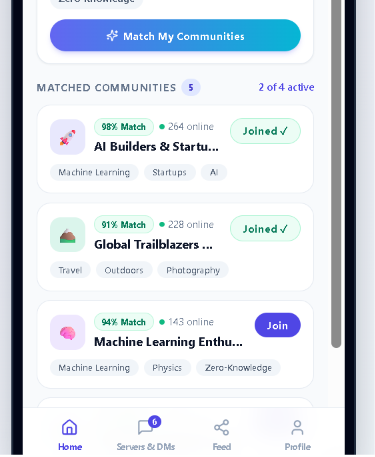 Zero-Knowledge
Match My Communities
MATCHED COMMUNITIES 5 2 of 4 active
98% Match 264 online
AI Builders & Startu...
Joined ✓
Machine Learning Startups AI
91% Match 228 online
Global Trailblazers ...
Joined ✓
Travel Outdoors Photography
94% Match 143 online
Machine Learning Enthu...
Join
Machine Learning Physics Zero-Knowledge
6
Home Servers & DMs Feed Profile